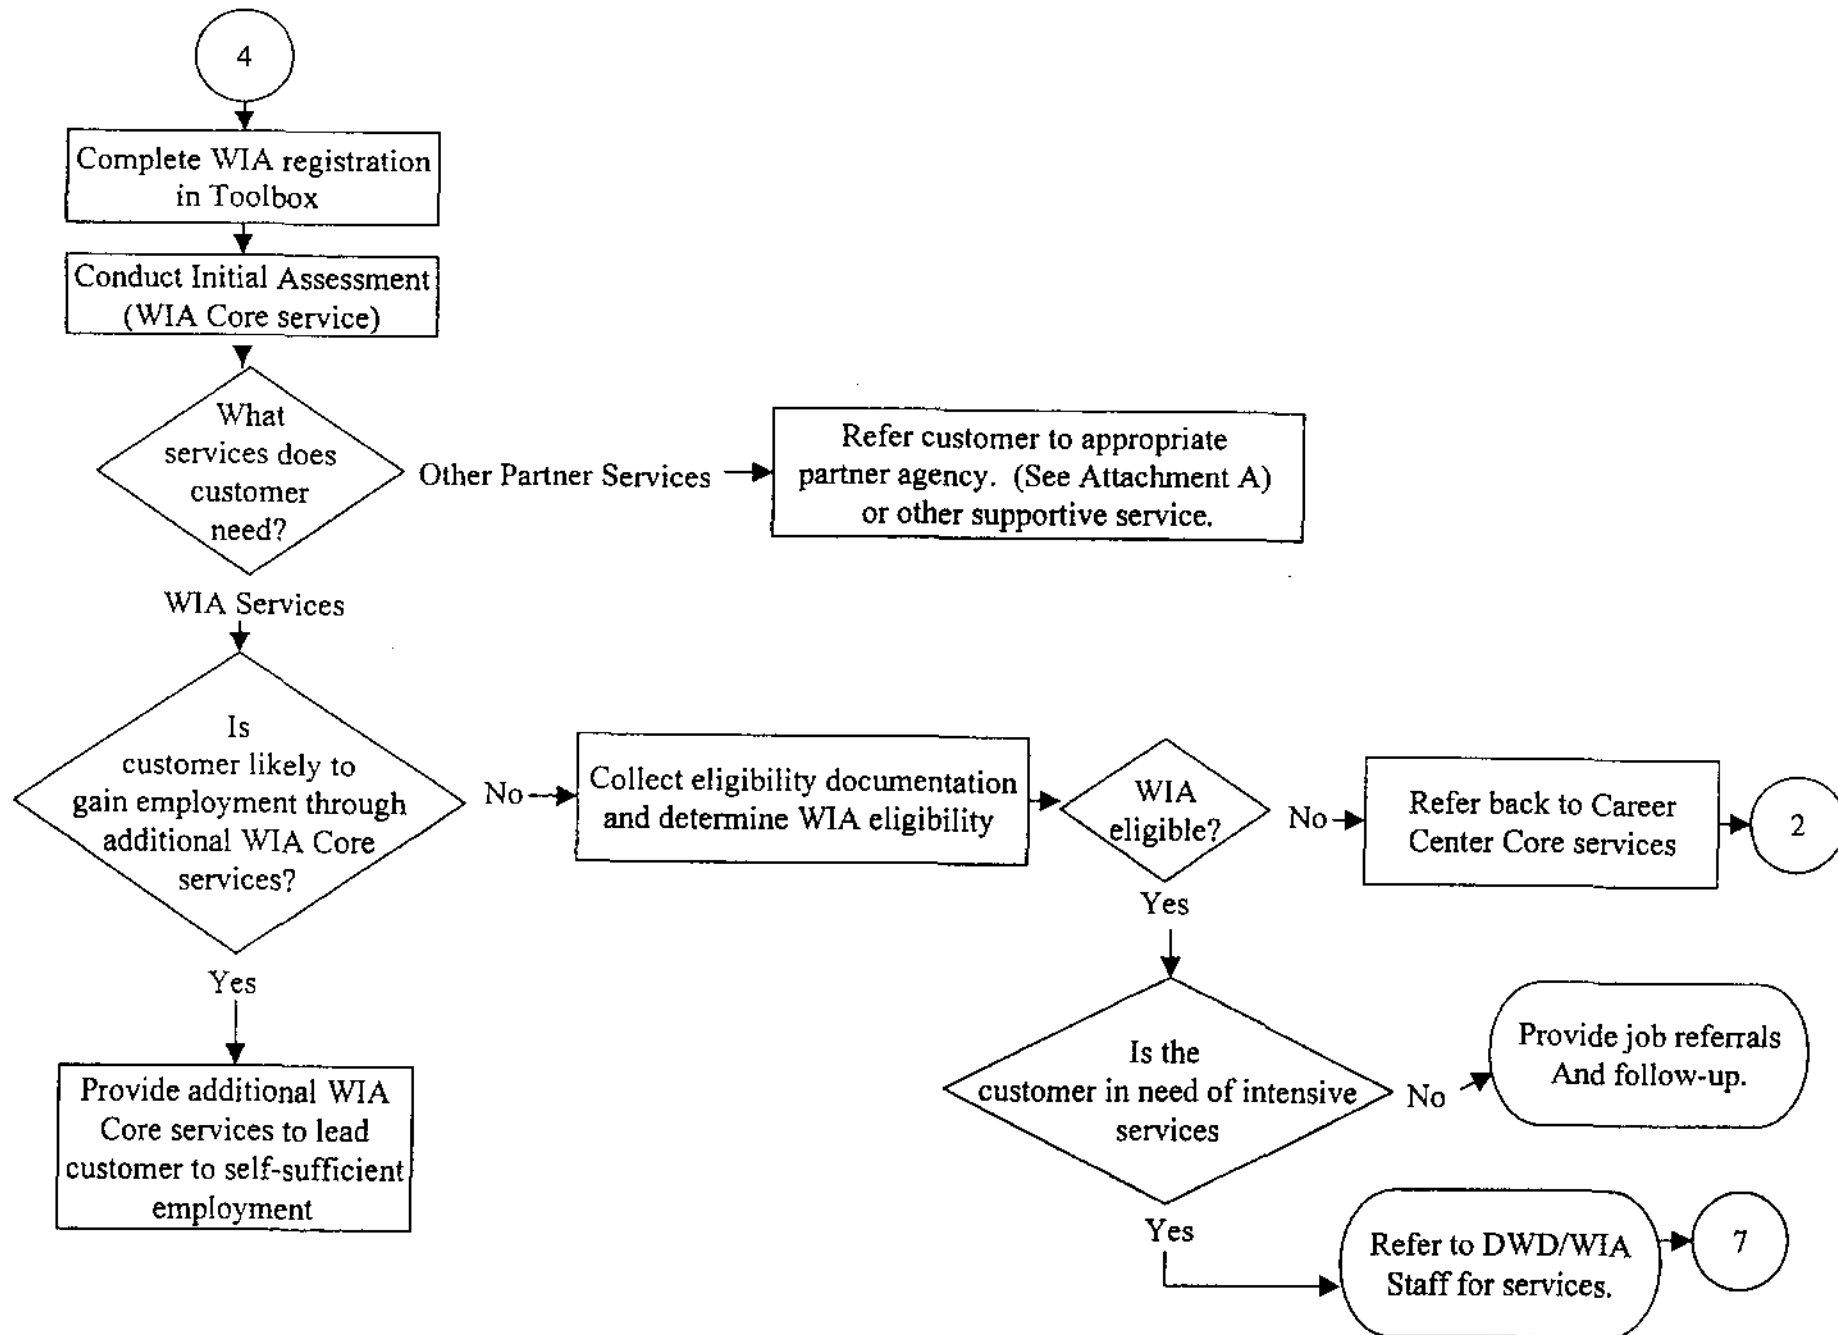 4
Complete WIA registration
in Toolbox
Conduct Initial Assessment
(WIA Core service)
What
services does
customer
need?
Other Partner Services
Refer customer to appropriate
partner agency. (See Attachment A)
or other supportive service.
WIA Services
Is
customer likely to
gain employment through
additional WIA Core
services?
No
Collect eligibility documentation
and determine WIA eligibility
WIA
eligible?
No
Refer back to Career
Center Core services
2
Yes
Yes
Provide additional WIA
Core services to lead
customer to self-sufficient
employment
Is the
customer in need of intensive
services
No
Provide job referrals
And follow-up.
Yes
Refer to DWD/WIA
Staff for services.
7